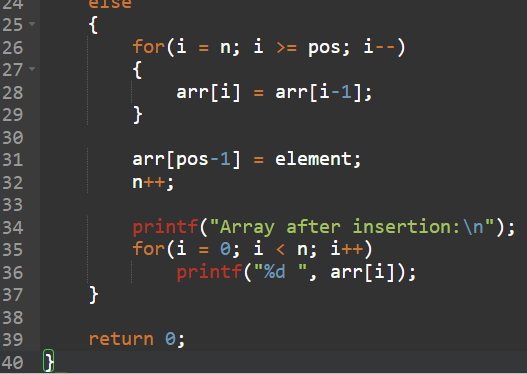 24 else
25 {
26 for(i = n; i >= pos; i--)
27 {
28 arr[i] = arr[i-1];
29 }
30
31 arr[pos-1] = element;
32 n++;
33
34 printf("Array after insertion:\n");
35 for(i = 0; i < n; i++)
36 printf("%d ", arr[i]);
37 }
38
39 return 0;
40 }